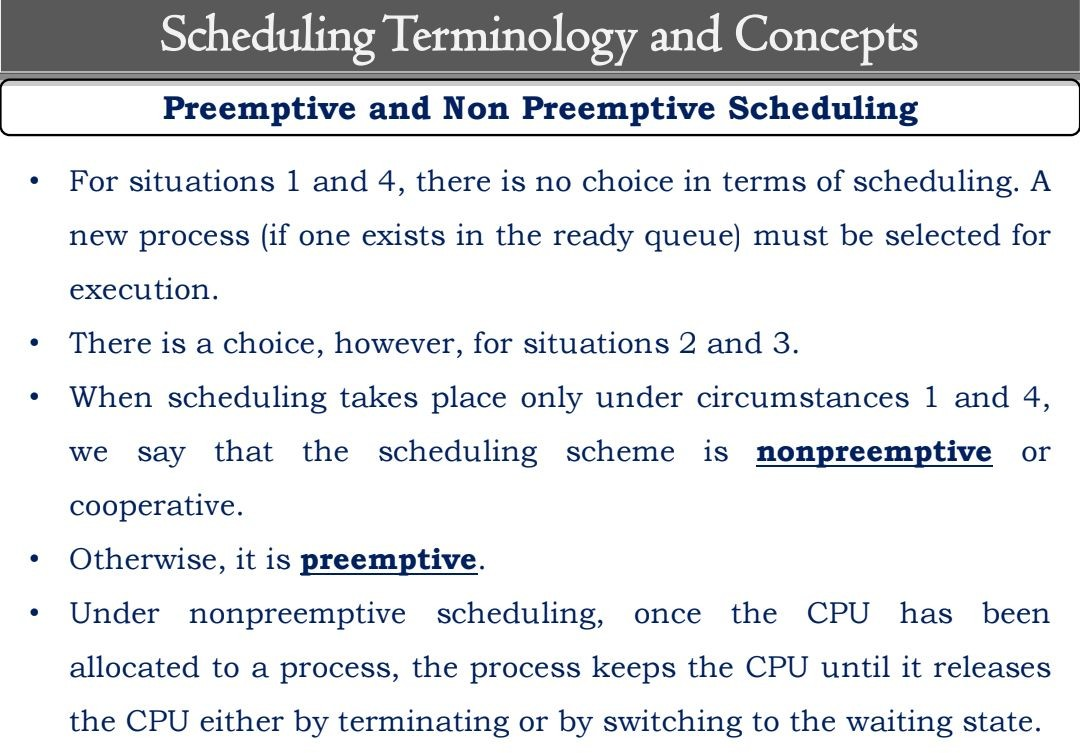 Scheduling Terminology and Concepts
Preemptive and Non Preemptive Scheduling
• For situations 1 and 4, there is no choice in terms of scheduling. A
new process (if one exists in the ready queue) must be selected for
execution.
• There is a choice, however, for situations 2 and 3.
• When scheduling takes place only under circumstances 1 and 4,
we say that the scheduling scheme is nonpreemptive or
cooperative.
• Otherwise, it is preemptive.
• Under nonpreemptive scheduling, once the CPU has been
allocated to a process, the process keeps the CPU until it releases
the CPU either by terminating or by switching to the waiting state.